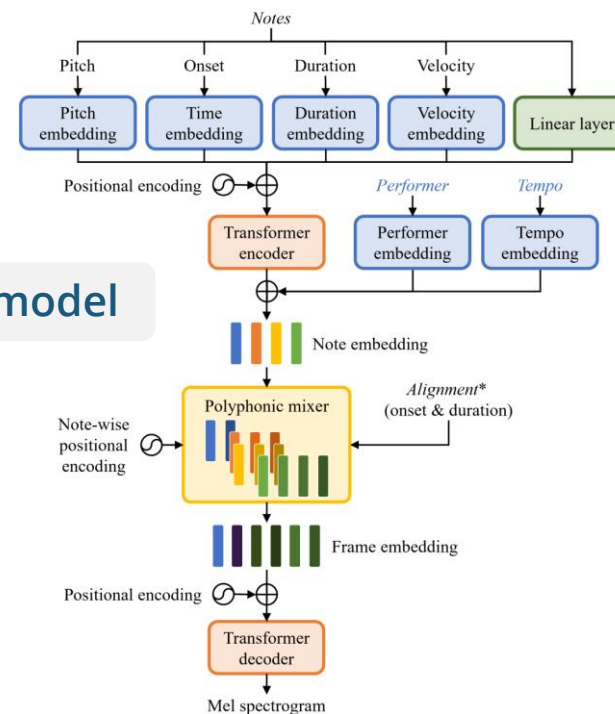 Notes
Pitch
Onset
Duration
Velocity
Pitch
embedding
Time
embedding
Duration
embedding
Velocity
embedding
Linear layer
Positional encoding
Performer
Tempo
Transformer
encoder
Performer
embedding
Tempo
embedding
model
Note embedding
Polyphonic mixer
Alignment*
(onset & duration)
Note-wise
positional
encoding
Frame embedding
Positional encoding
Transformer
decoder
Mel spectrogram